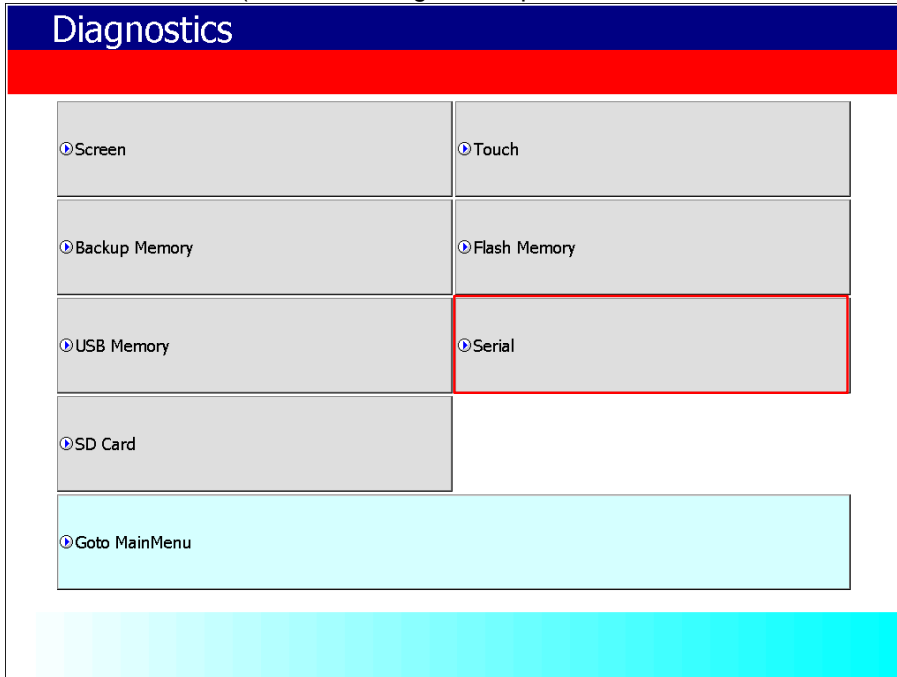 Diagnostics
Screen
Touch
Backup Memory
Flash Memory
USB Memory
Serial
SD Card
Goto MainMenu